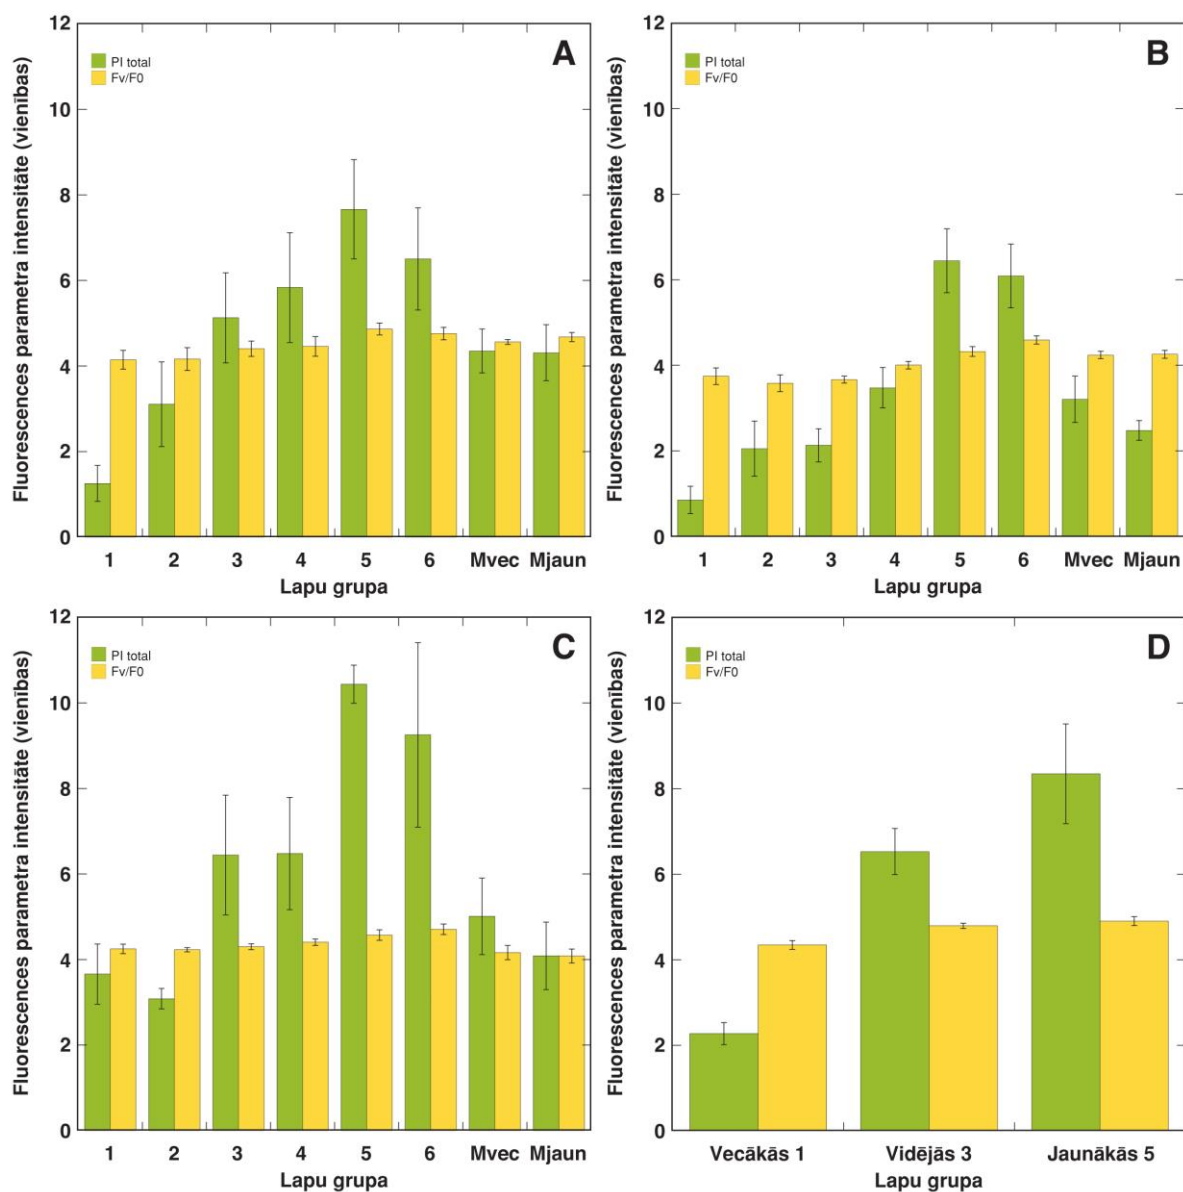 A
PI total
Fv/F0
Fluorescences parametra intensitāte (vienības)
12
10
8
6
4
2
0
1 2 3 4 5 6 Mvec Mjaun
Lapu grupa
B
PI total
Fv/F0
Fluorescences parametra intensitāte (vienības)
12
10
8
6
4
2
0
1 2 3 4 5 6 Mvec Mjaun
Lapu grupa
C
PI total
Fv/F0
Fluorescences parametra intensitāte (vienības)
12
10
8
6
4
2
0
1 2 3 4 5 6 Mvec Mjaun
Lapu grupa
D
PI total
Fv/F0
Fluorescences parametra intensitāte (vienības)
12
10
8
6
4
2
0
Vecākās 1 Vidējās 3 Jaunākās 5
Lapu grupa